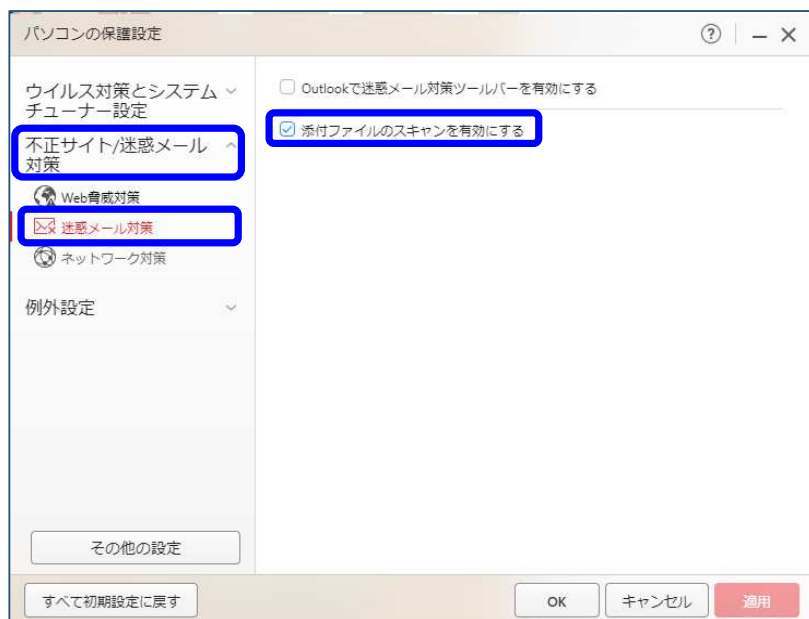 パソコンの保護設定
ウイルス対策とシステム
チューナー設定
不正サイト/迷惑メール
対策
Web脅威対策
迷惑メール対策
ネットワーク対策
例外設定
その他の設定
Outlookで迷惑メール対策ツールバーを有効にする
添付ファイルのスキャンを有効にする
すべて初期設定に戻す
OK
キャンセル
適用